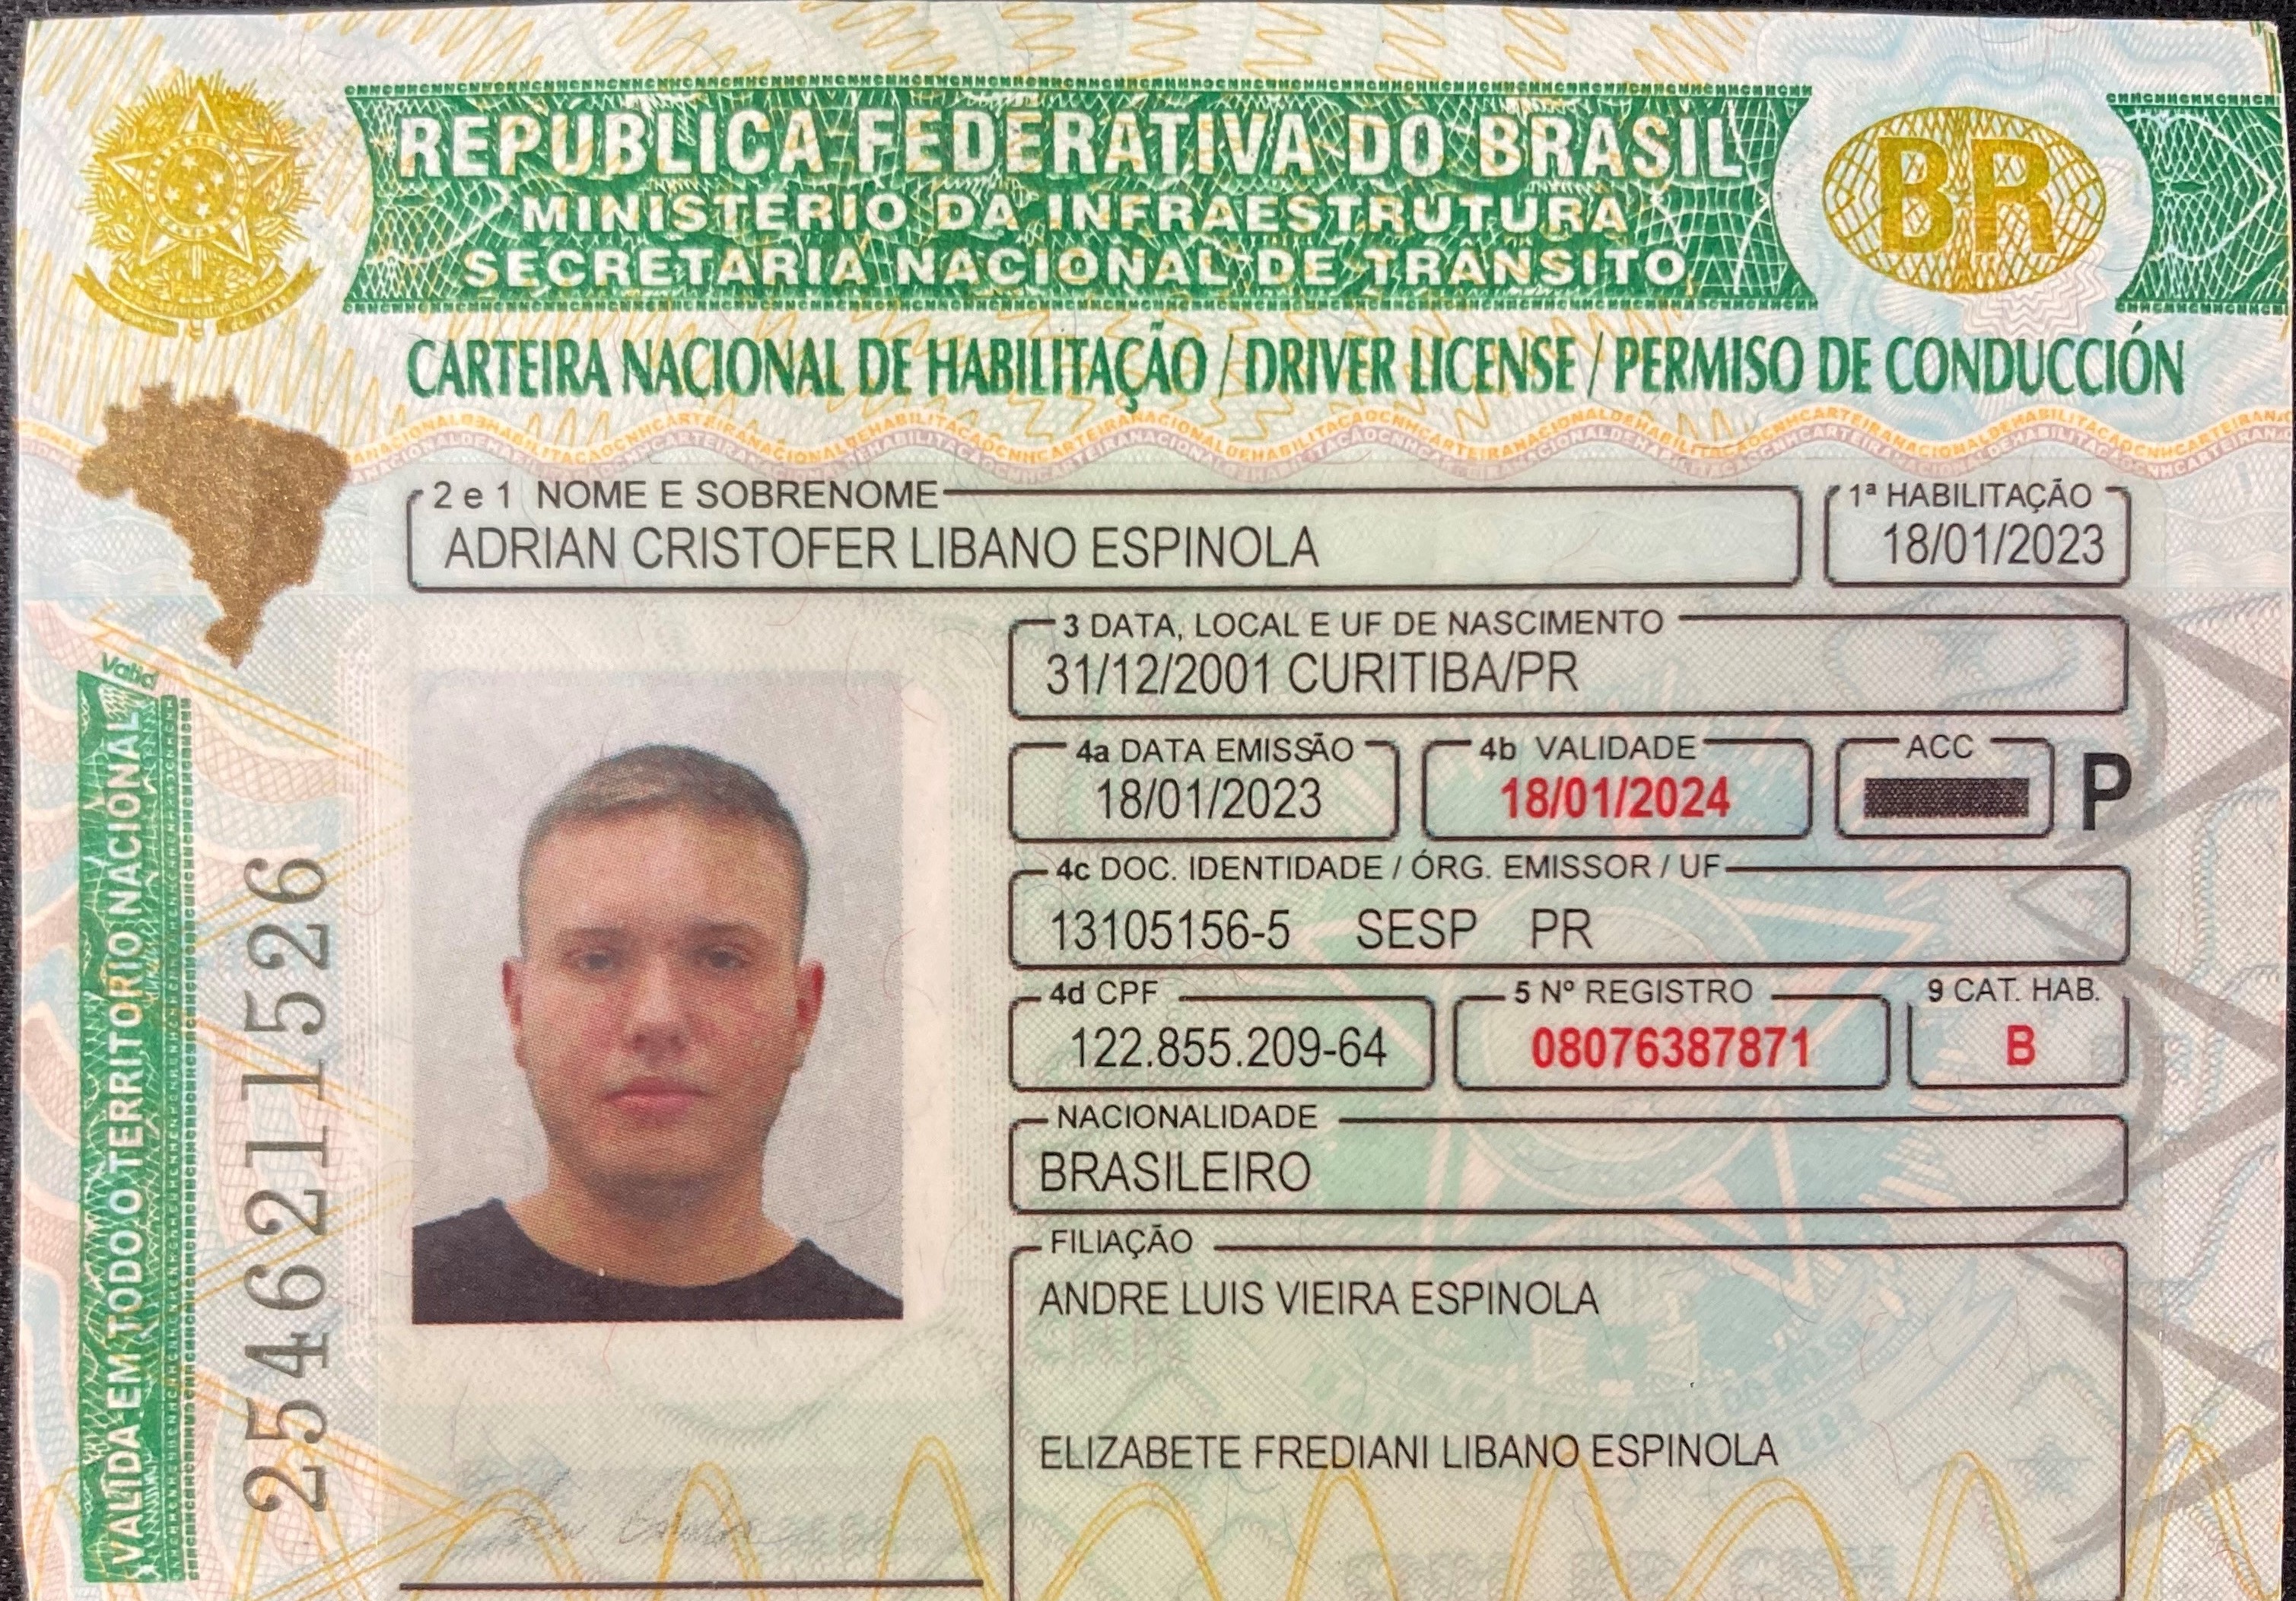 REPÚBLICA FEDERATIVA DO BRASIL
MINISTÉRIO DA INFRAESTRUTURA
SECRETARIA NACIONAL DE TRÂNSITO
BR
CARTEIRA NACIONAL DE HABILITAÇÃO / DRIVER LICENSE / PERMISO DE CONDUCCIÓN
2 e 1 NOME E SOBRENOME
ADRIAN CRISTOFER LIBANO ESPINOLA
1ª HABILITAÇÃO
18/01/2023
3 DATA, LOCAL E UF DE NASCIMENTO
31/12/2001 CURITIBA/PR
4a DATA EMISSÃO
18/01/2023
4b VALIDADE
18/01/2024
ACC
P
4c DOC. IDENTIDADE / ÓRG. EMISSOR / UF
13105156-5 SESP PR
4d CPF
122.855.209-64
5 Nº REGISTRO
08076387871
9 CAT. HAB.
B
NACIONALIDADE
BRASILEIRO
FILIAÇÃO
ANDRE LUIS VIEIRA ESPINOLA
ELIZABETE FREDIANI LIBANO ESPINOLA
Valid
VÁLIDA EM TODO O TERRITÓRIO NACIONAL
2546211526